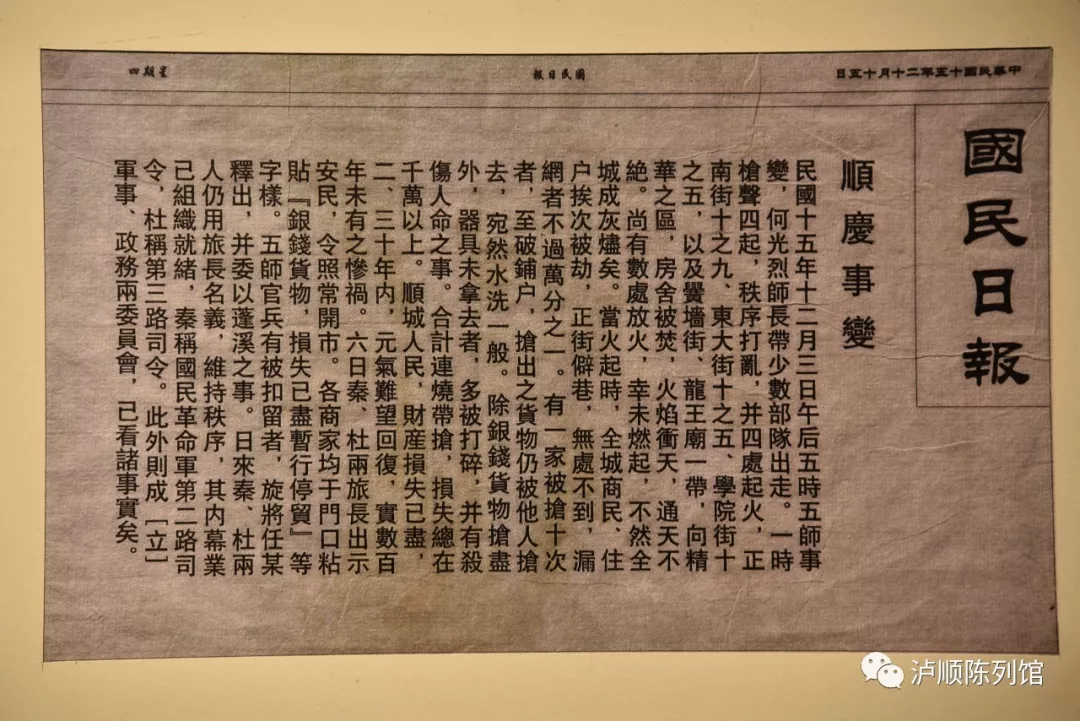 中華民國十五年二十月十五日
國民日報
星期四
國民日報
順慶事變
民國十五年十二月三日午后五時五師事
變，何光烈師長帶少數部隊出走。一時
槍聲四起，秩序打亂，并四處起火，正
南街十之九、東大街十之五、學院街十
之五，以及黌墻街、龍王廟一帶，向精
華之區，房舍被焚，火焰衝天，通天不
絶。尚有數處放火，幸未燃起，不然全
城成灰燼矣。當火起時，全城商民、住
户挨次被劫，正街僻巷，無處不到，漏
網者不過萬分之一。有一家被搶十次
者，至破鋪户，搶出之貨物仍被他人搶
去，宛然水洗一般。除銀錢貨物搶盡
外，器具未拿去者，多被打碎，并有殺
傷人命之事。合計連燒帶搶，損失總在
千萬以上。順城人民，財産損失已盡，
二、三十年内，元氣難望回復，實數百
年未有之慘禍。六日秦、杜兩旅長出示
安民，令照常開市。各商家均于門口粘
貼『銀錢貨物，損失已盡暫行停貿』等
字樣。五師官兵有被扣留者，旋將任某
釋出，并委以蓬溪之事。日來秦、杜兩
人仍用旅長名義，維持秩序，其内幕業
已組織就緒，秦稱國民革命軍第二路司
令，杜稱第三路司令。此外則成［立］
軍事、政務兩委員會，已看諸事實矣。
泸顺陈列馆